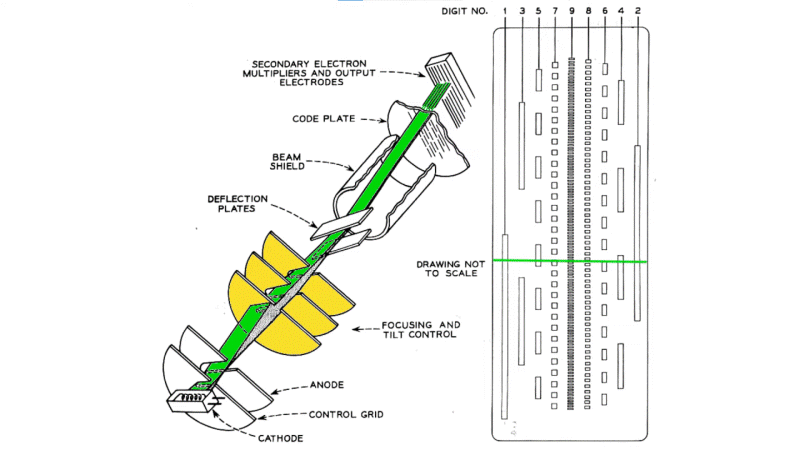 DIGIT NO. 1 3 5 7 9 8 6 4 2
SECONDARY ELECTRON
MULTIPLIERS AND OUTPUT
ELECTRODES
CODE PLATE
BEAM
SHIELD
DEFLECTION
PLATES
DRAWING NOT
TO SCALE
FOCUSING AND
TILT CONTROL
ANODE
CONTROL GRID
CATHODE